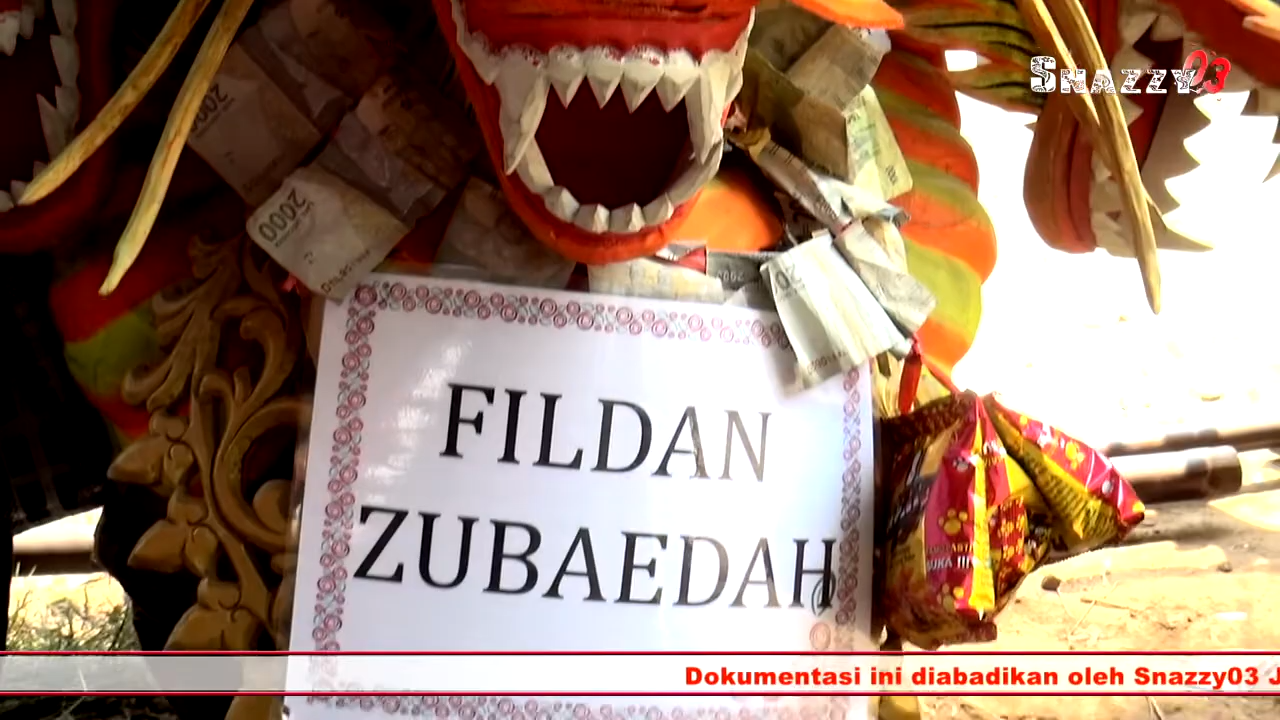 Snazzy03
2000
2000
FILDAN
ZUBAEDAH
Dokumentasi ini diabadikan oleh Snazzy03 J